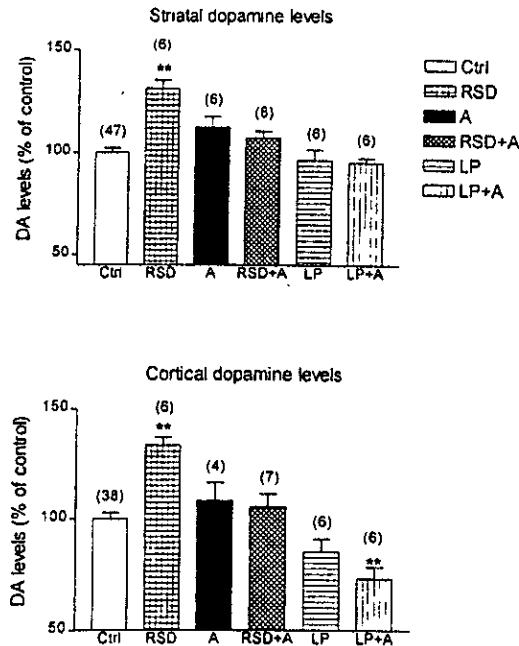 Striatal dopamine levels
DA levels (% of control)
150
100
50
(47)
(6)
**
(6)
(6)
(6)
(6)
Ctrl RSD A RSD+A LP LP+A
Ctrl
RSD
A
RSD+A
LP
LP+A
Cortical dopamine levels
DA levels (% of control)
150
100
50
(38)
(6)
**
(4)
(7)
(6)
(6)
**
Ctrl RSD A RSD+A LP LP+A